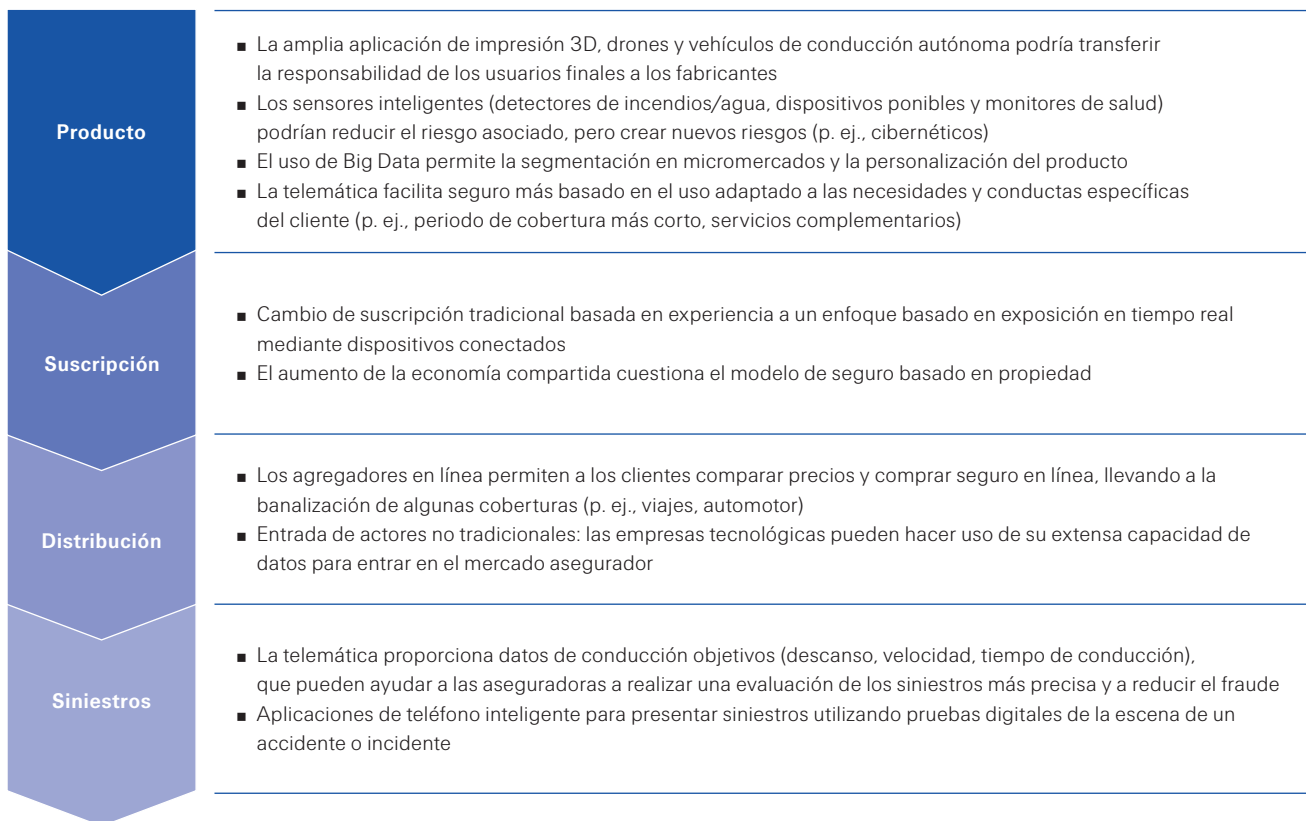 Producto
■ La amplia aplicación de impresión 3D, drones y vehículos de conducción autónoma podría transferir
la responsabilidad de los usuarios finales a los fabricantes
■ Los sensores inteligentes (detectores de incendios/agua, dispositivos ponibles y monitores de salud)
podrían reducir el riesgo asociado, pero crear nuevos riesgos (p. ej., cibernéticos)
■ El uso de Big Data permite la segmentación en micromercados y la personalización del producto
■ La telemática facilita seguro más basado en el uso adaptado a las necesidades y conductas específicas
del cliente (p. ej., periodo de cobertura más corto, servicios complementarios)
Suscripción
■ Cambio de suscripción tradicional basada en experiencia a un enfoque basado en exposición en tiempo real
mediante dispositivos conectados
■ El aumento de la economía compartida cuestiona el modelo de seguro basado en propiedad
Distribución
■ Los agregadores en línea permiten a los clientes comparar precios y comprar seguro en línea, llevando a la
banalización de algunas coberturas (p. ej., viajes, automotor)
■ Entrada de actores no tradicionales: las empresas tecnológicas pueden hacer uso de su extensa capacidad de
datos para entrar en el mercado asegurador
Siniestros
■ La telemática proporciona datos de conducción objetivos (descanso, velocidad, tiempo de conducción),
que pueden ayudar a las aseguradoras a realizar una evaluación de los siniestros más precisa y a reducir el fraude
■ Aplicaciones de teléfono inteligente para presentar siniestros utilizando pruebas digitales de la escena de un
accidente o incidente